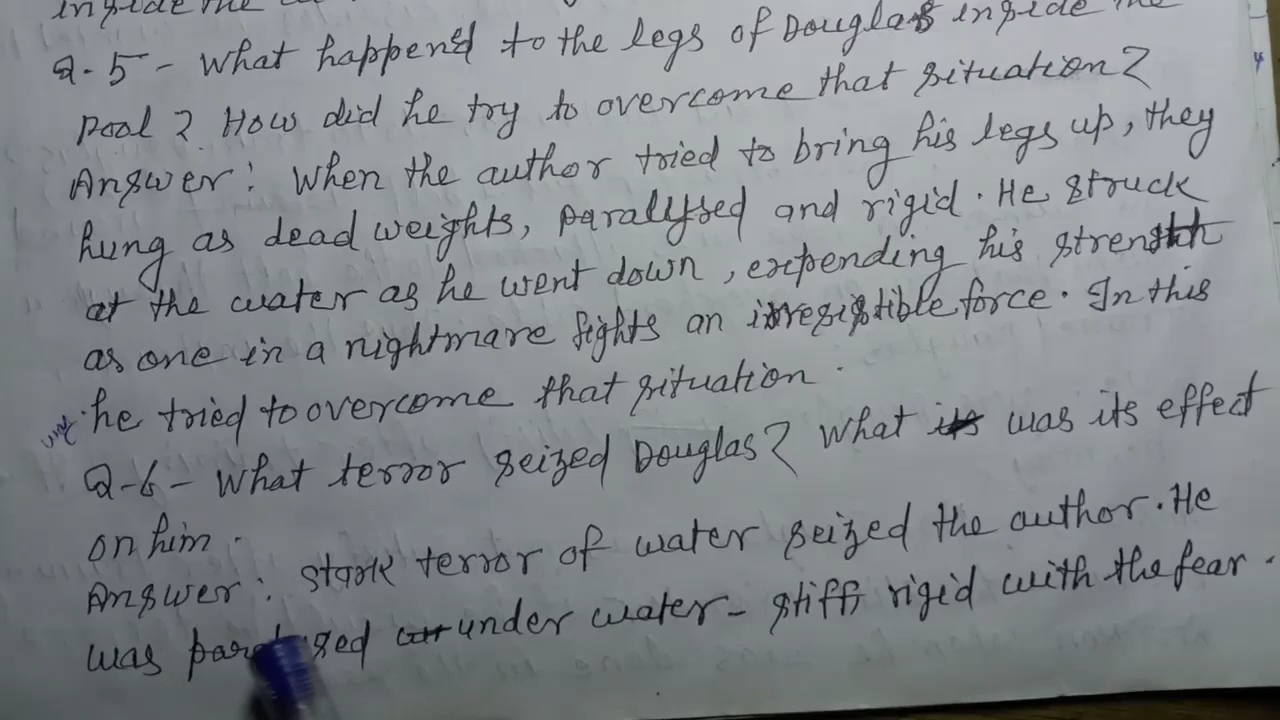 inside the
Q.5- What happened to the legs of Douglas inside the
Pool? How did he try to overcome that situation?
Answer: When the author tried to bring his legs up, they
hung as dead weights, paralysed and rigid. He struck
at the water as he went down, expending his strength
as one in a nightmare fights an irresistible force. In this
he tried to overcome that situation.
Q-6- What terror seized Douglas? What was its effect
on him.
Answer: Stark terror of water seized the author. He
was under water- stiff rigid with the fear.